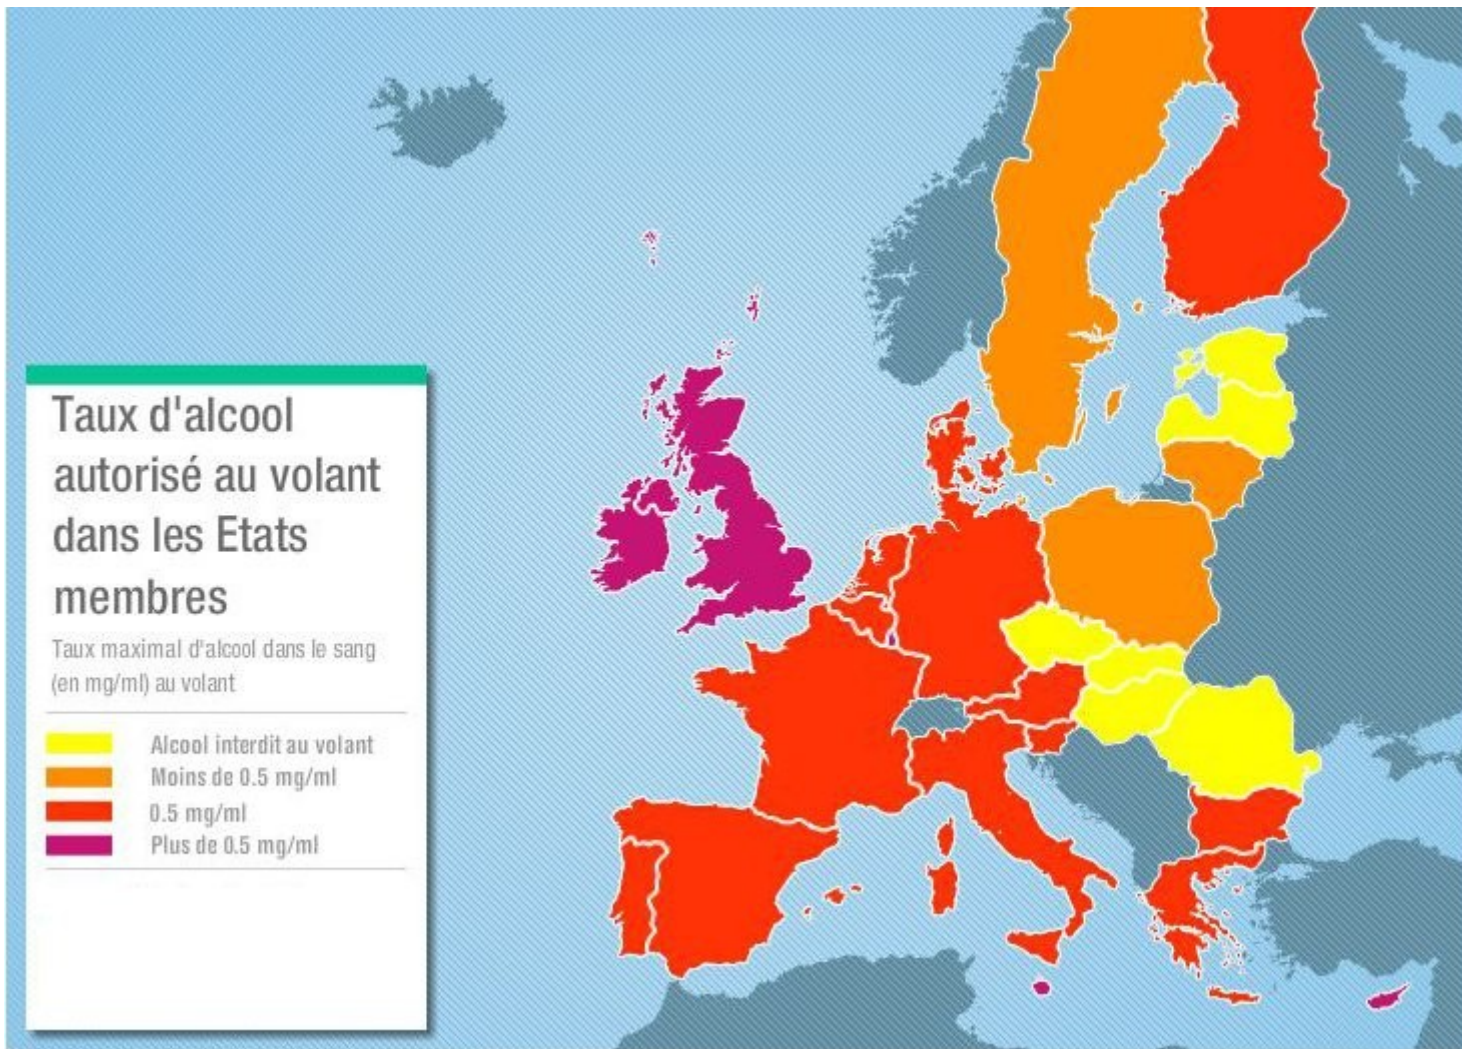 Taux d'alcool
autorisé au volant
dans les Etats
membres
Taux maximal d'alcool dans le sang
(en mg/ml) au volant
Alcool interdit au volant
Moins de 0.5 mg/ml
0.5 mg/ml
Plus de 0.5 mg/ml